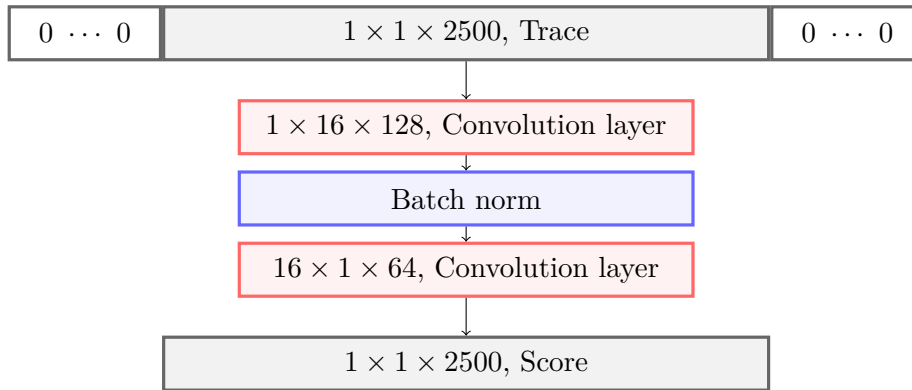 0 ··· 0 1 × 1 × 2500, Trace 0 ··· 0
1 × 16 × 128, Convolution layer
Batch norm
16 × 1 × 64, Convolution layer
1 × 1 × 2500, Score